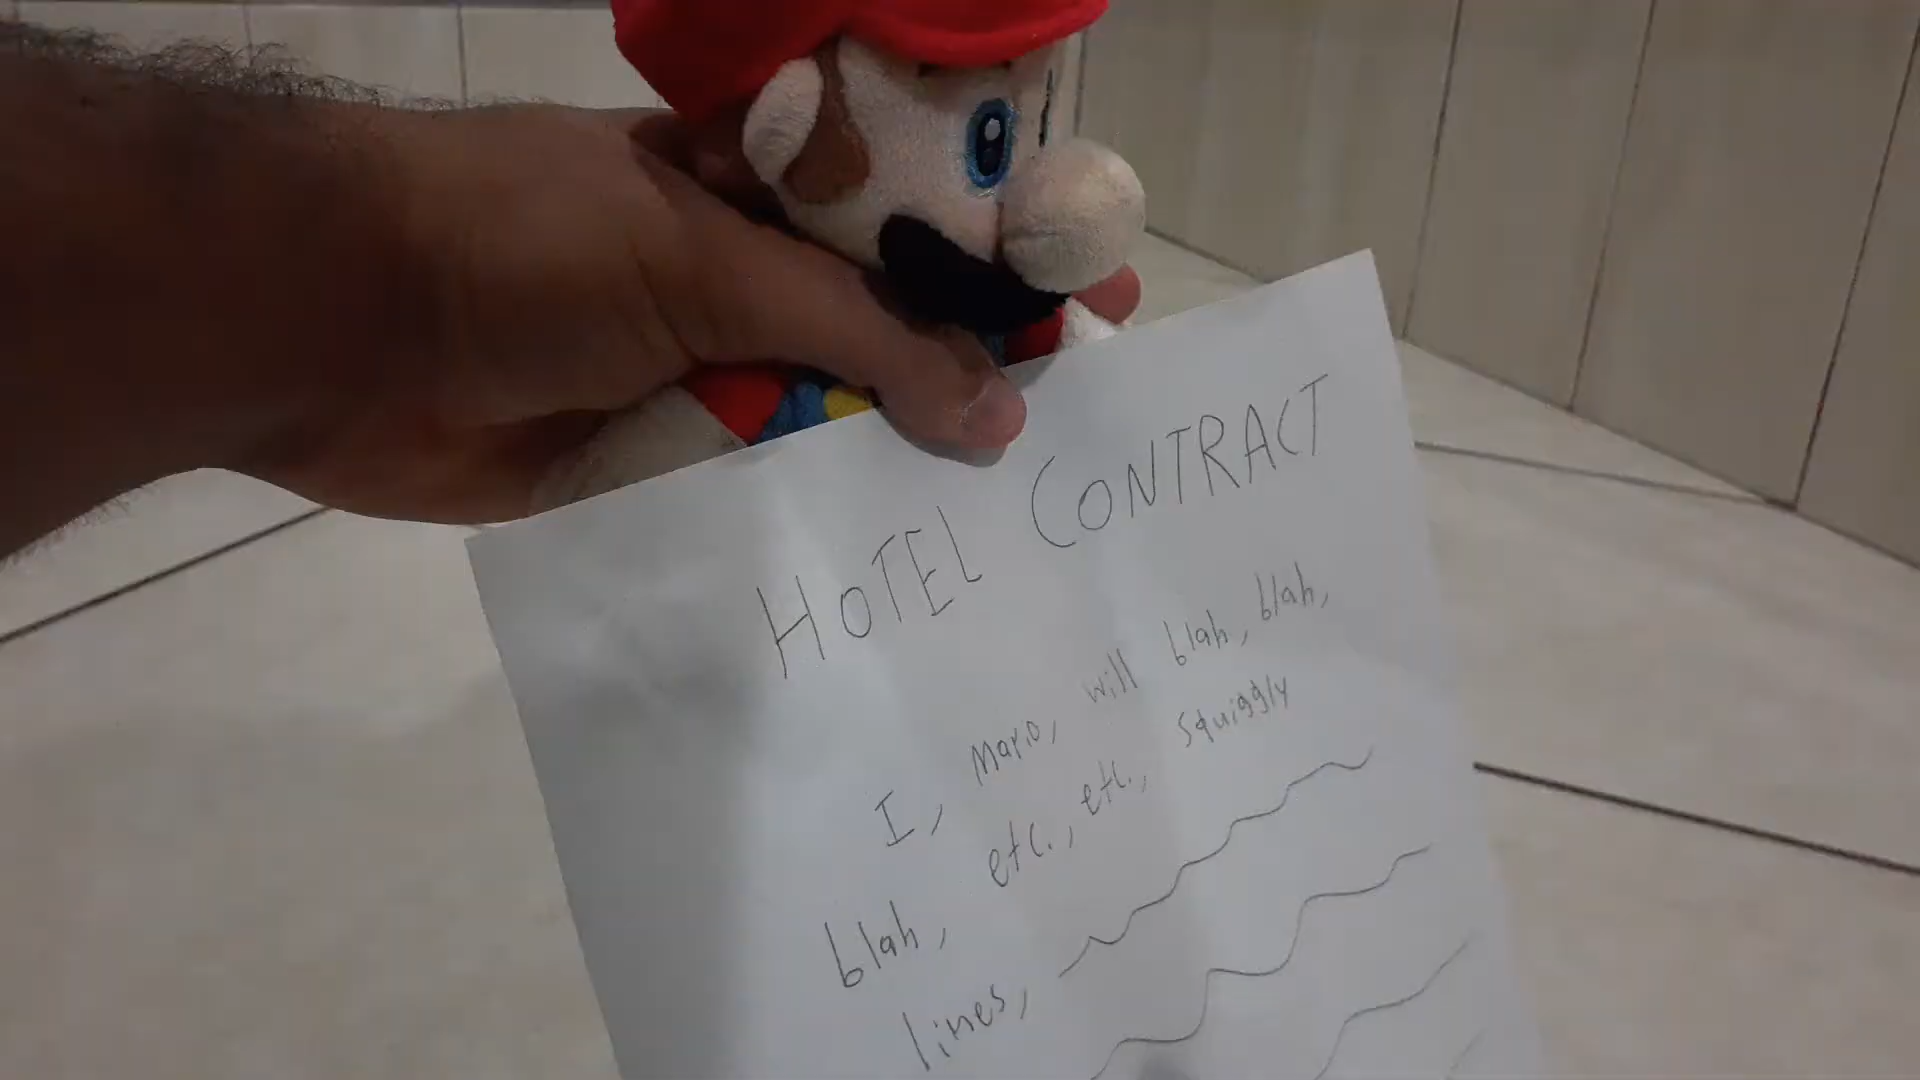 HOTEL CONTRACT
I, Mario, will blah, blah,
blah, etc., etc., squiggly
lines,